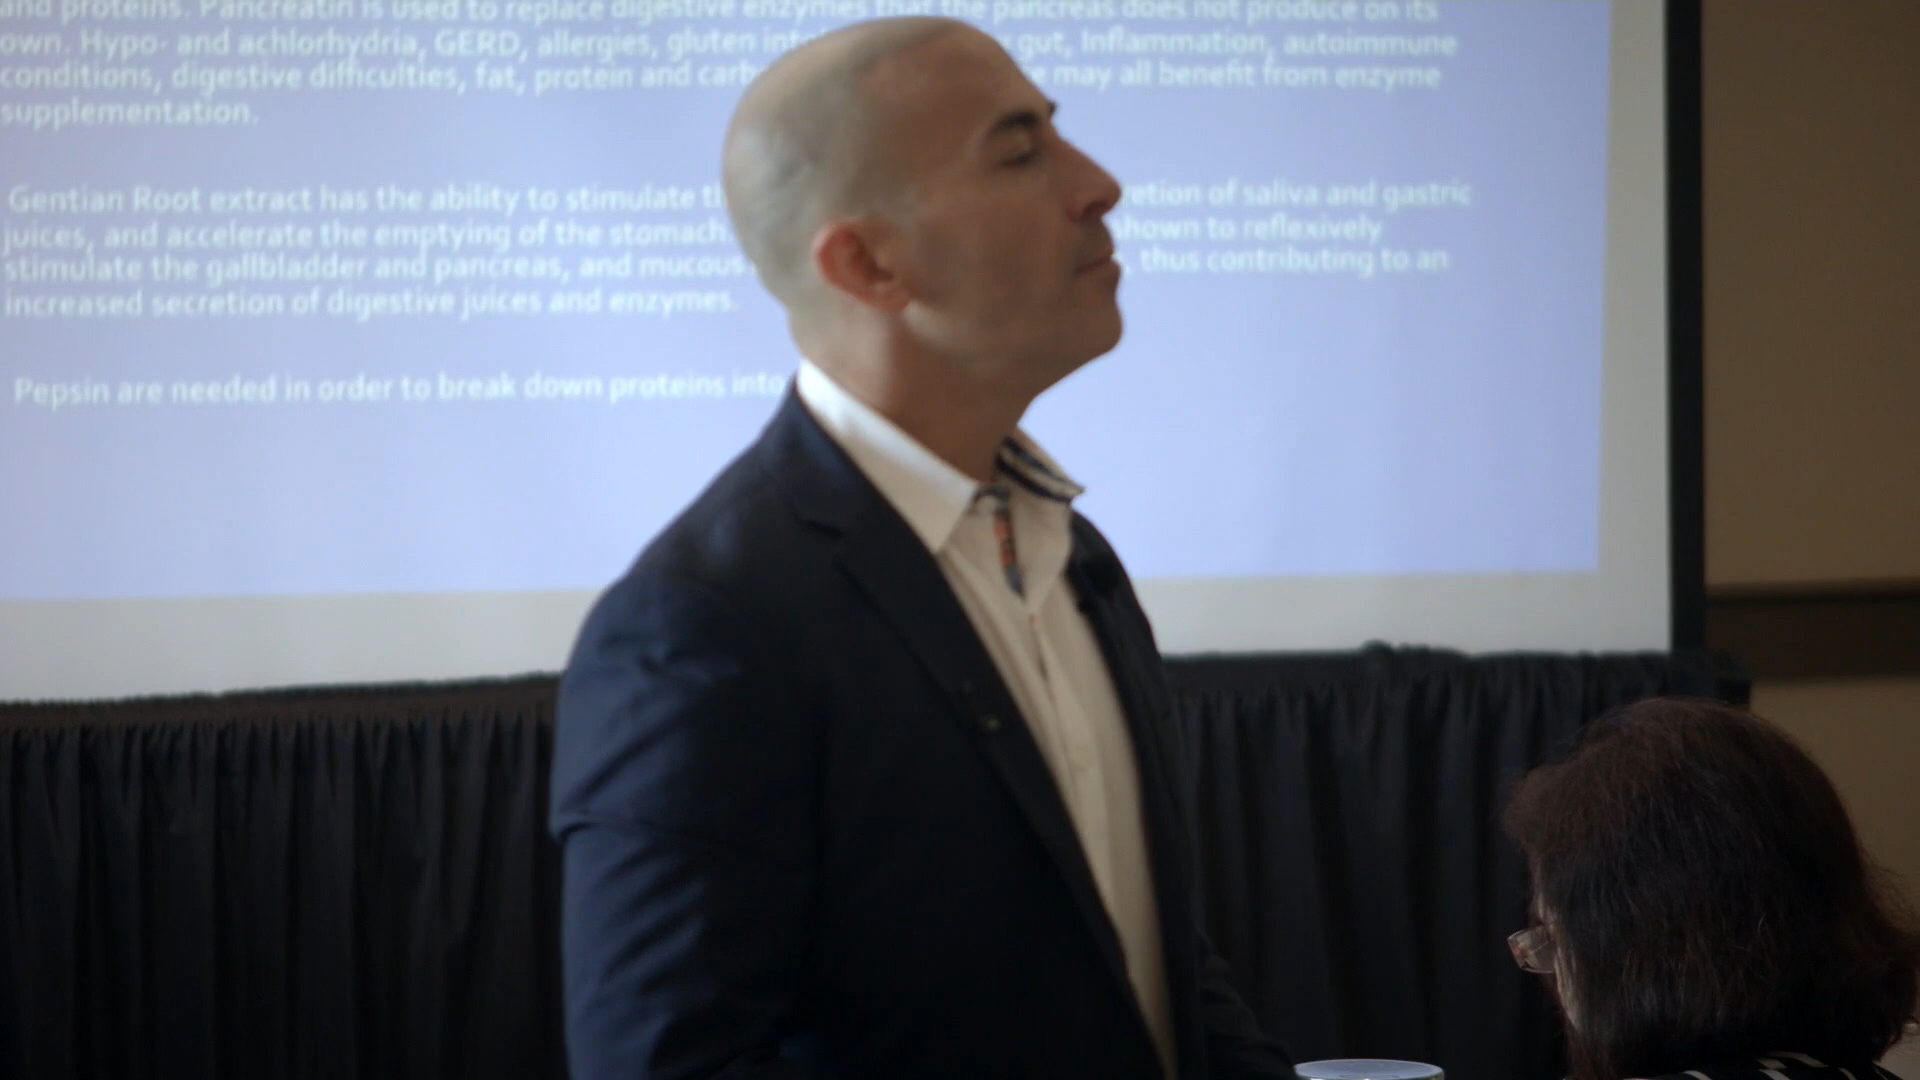 and proteins. Pancreatin is used to replace digestive enzymes that the pancreas does not produce on its
own. Hypo- and achlorhydria, GERD, allergies, gluten gut, Inflammation, autoimmune
conditions, digestive difficulties, fat, protein and may all benefit from enzyme
supplementation.
Gentian Root extract has the ability to stimulate of saliva and gastric
juices, and accelerate the emptying of the stomach. shown to reflexively
stimulate the gallbladder and pancreas, and mucous , thus contributing to an
increased secretion of digestive juices and enzymes.
Pepsin are needed in order to break down proteins into